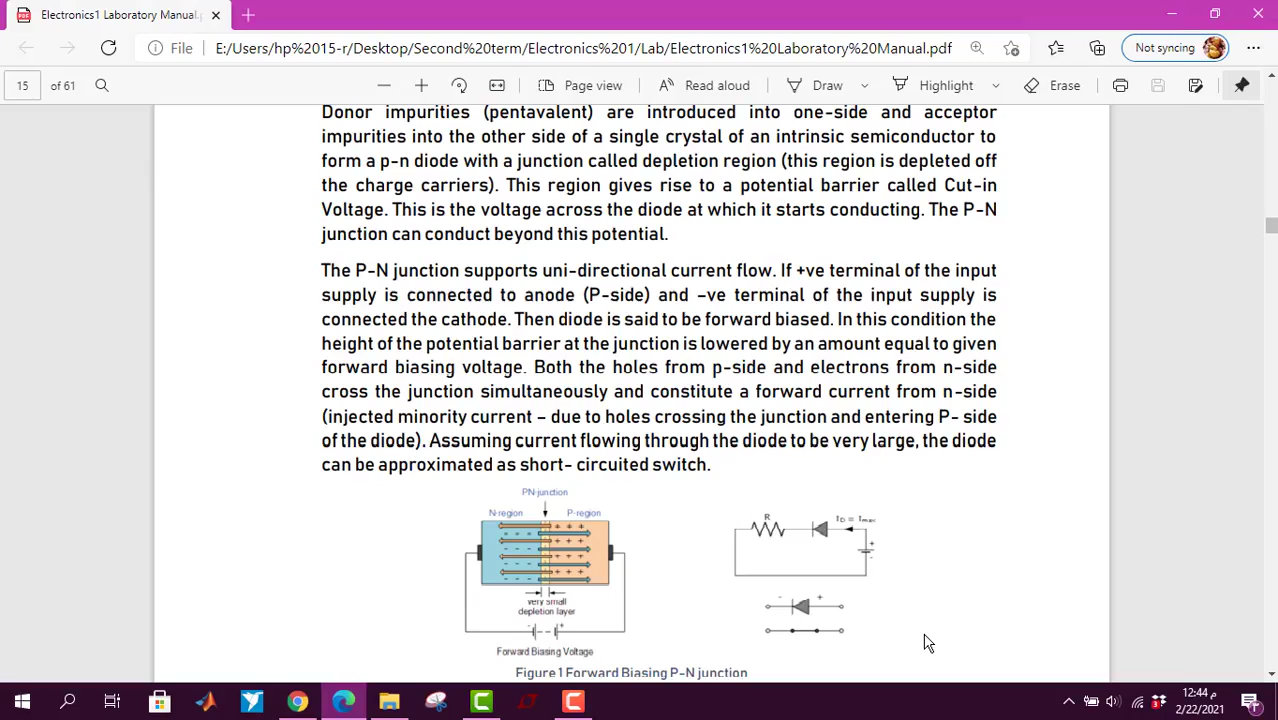 Electronics1 Laboratory Manual.p
Not syncing
File
E:/Users/hp%2015-r/Desktop/Second%20term/Electronics%201/Lab/Electronics1%20Laboratory%20Manual.pdf
15 of 61
Page view
Read aloud
Draw
Highlight
Erase
Donor impurities (pentavalent) are introduced into one-side and acceptor
impurities into the other side of a single crystal of an intrinsic semiconductor to
form a p-n diode with a junction called depletion region (this region is depleted off
the charge carriers). This region gives rise to a potential barrier called Cut-in
Voltage. This is the voltage across the diode at which it starts conducting. The P-N
junction can conduct beyond this potential.
The P-N junction supports uni-directional current flow. If +ve terminal of the input
supply is connected to anode (P-side) and –ve terminal of the input supply is
connected the cathode. Then diode is said to be forward biased. In this condition the
height of the potential barrier at the junction is lowered by an amount equal to given
forward biasing voltage. Both the holes from p-side and electrons from n-side
cross the junction simultaneously and constitute a forward current from n-side
(injected minority current – due to holes crossing the junction and entering P- side
of the diode). Assuming current flowing through the diode to be very large, the diode
can be approximated as short- circuited switch.
PN-junction
N-region
P-region
very small
depletion layer
- +
Forward Biasing Voltage
R
ID = Imax
+
-
- +
Figure 1 Forward Biasing P-N junction
12:44 م
2/22/2021